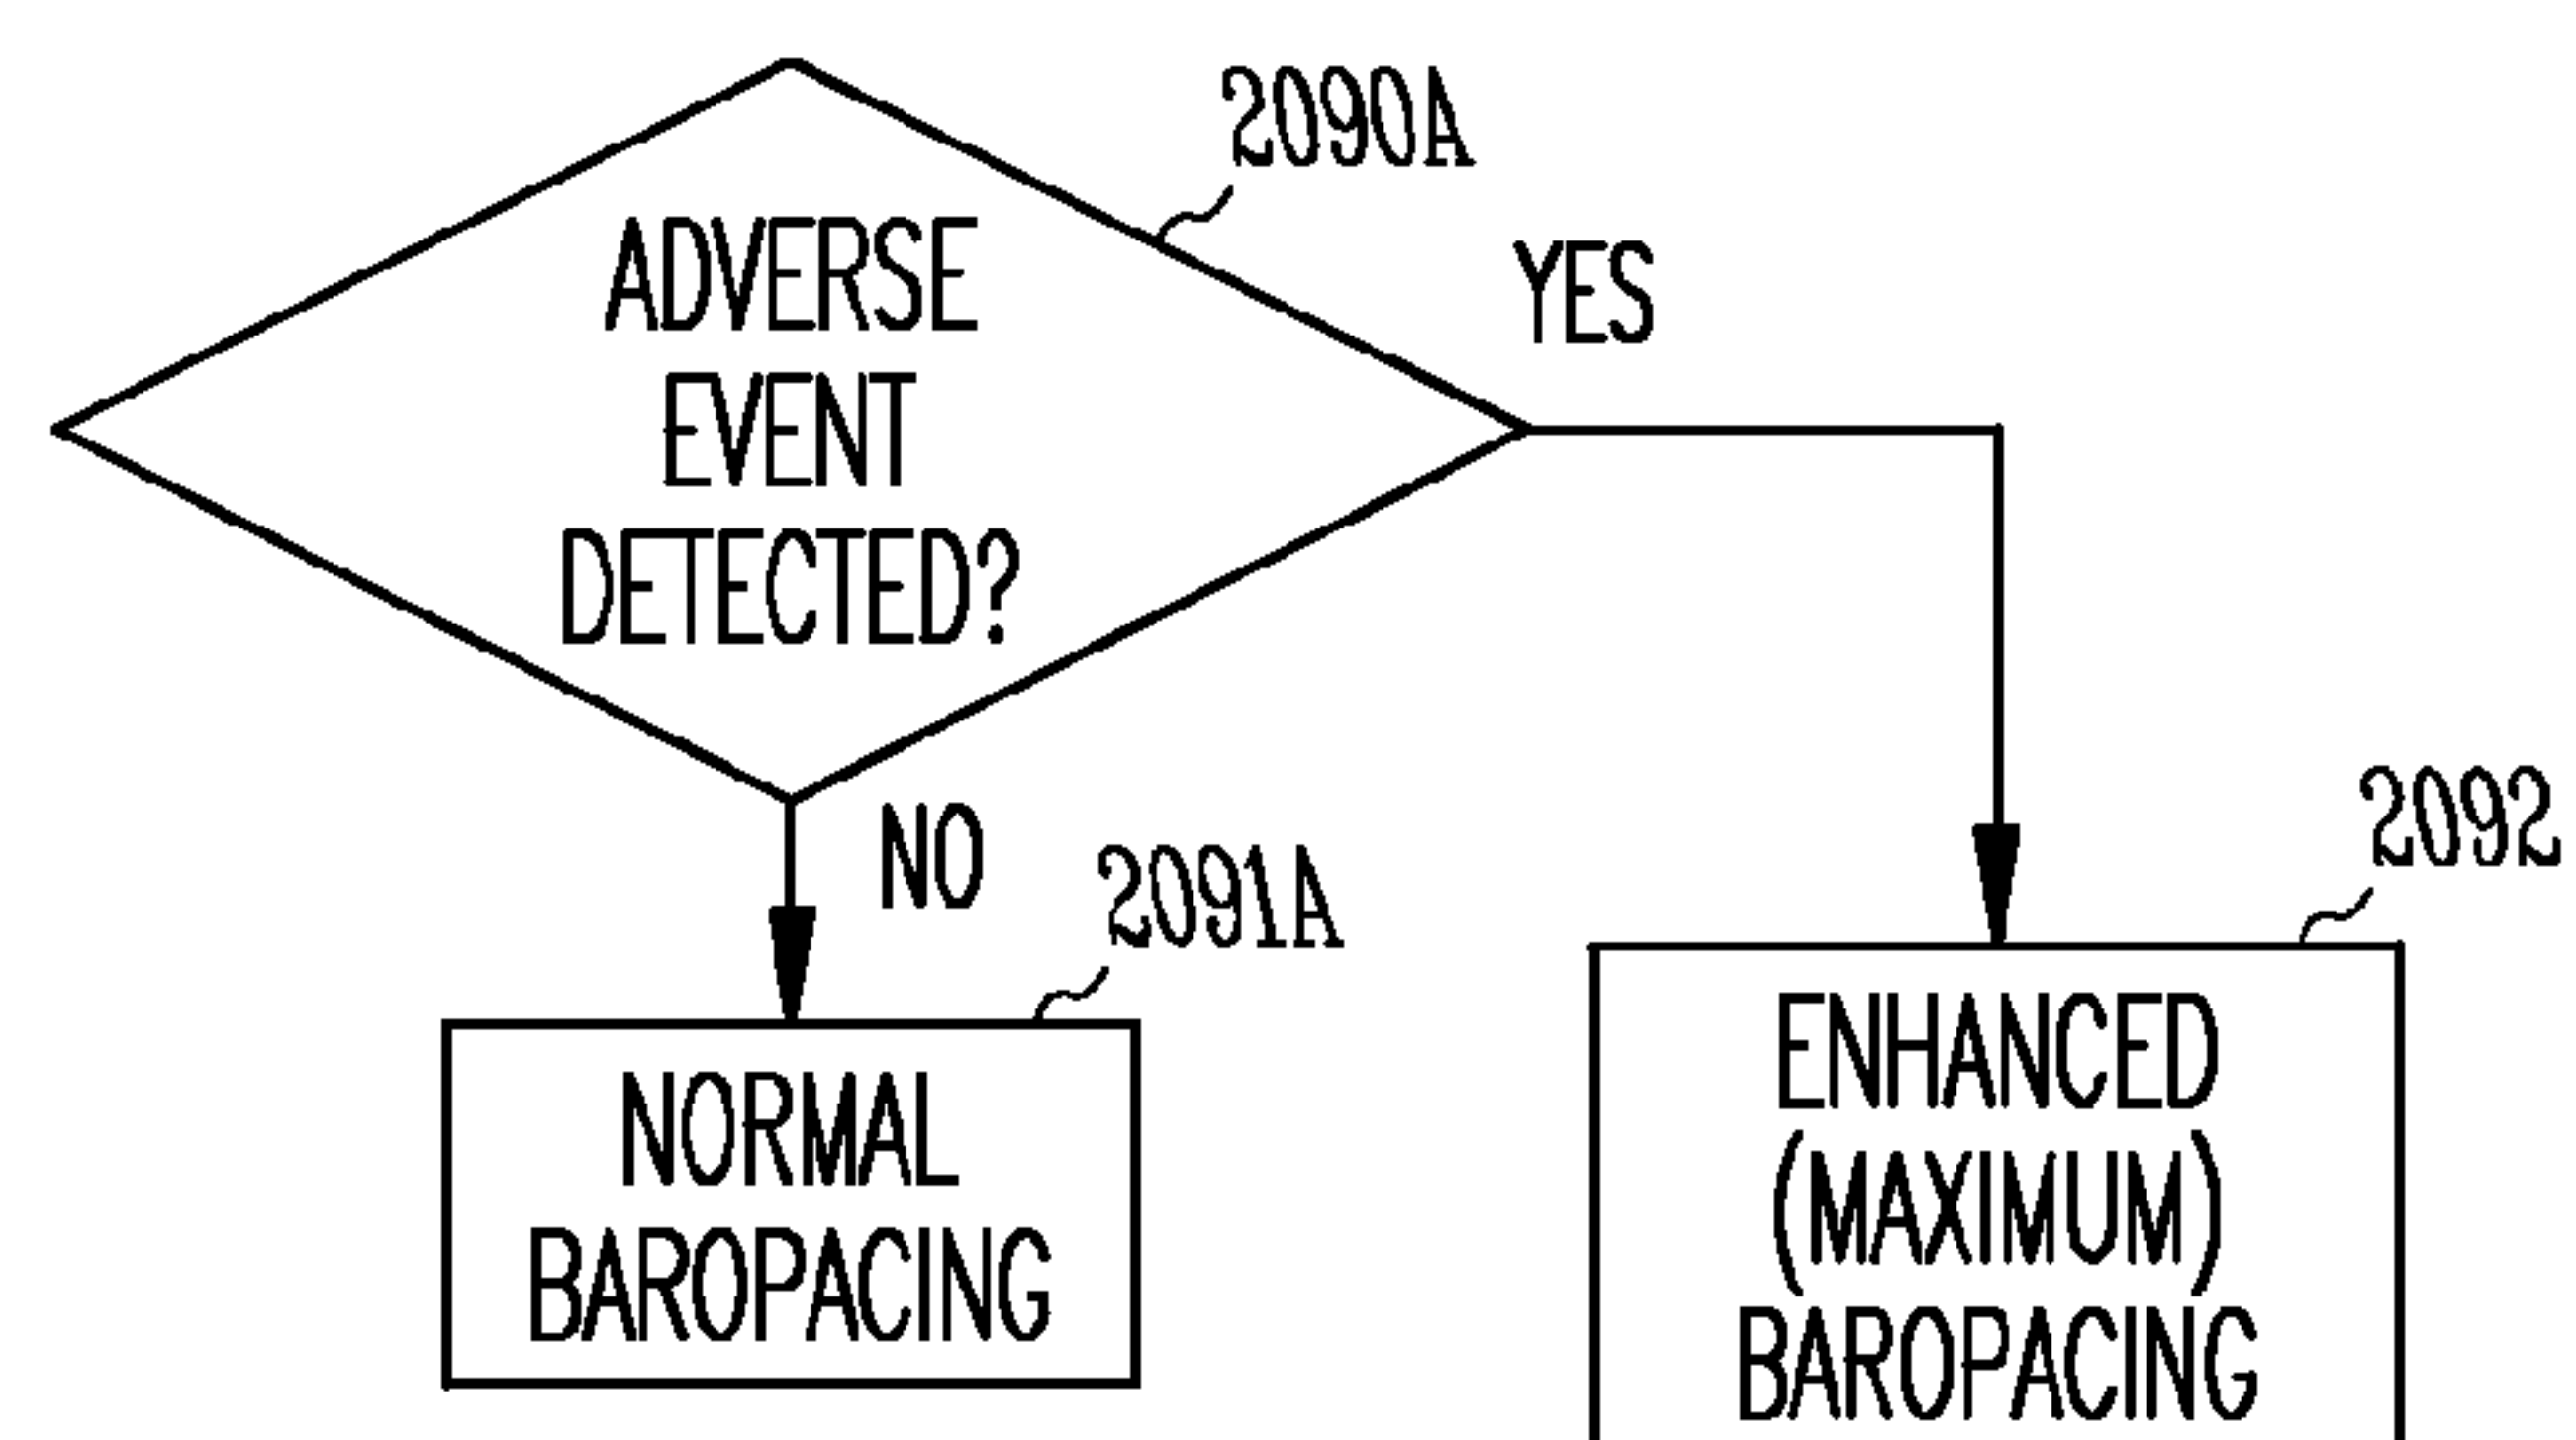 2090A
ADVERSE
EVENT
DETECTED?
YES
NO
2091A
NORMAL
BAROPACING
2092
ENHANCED
(MAXIMUM)
BAROPACING